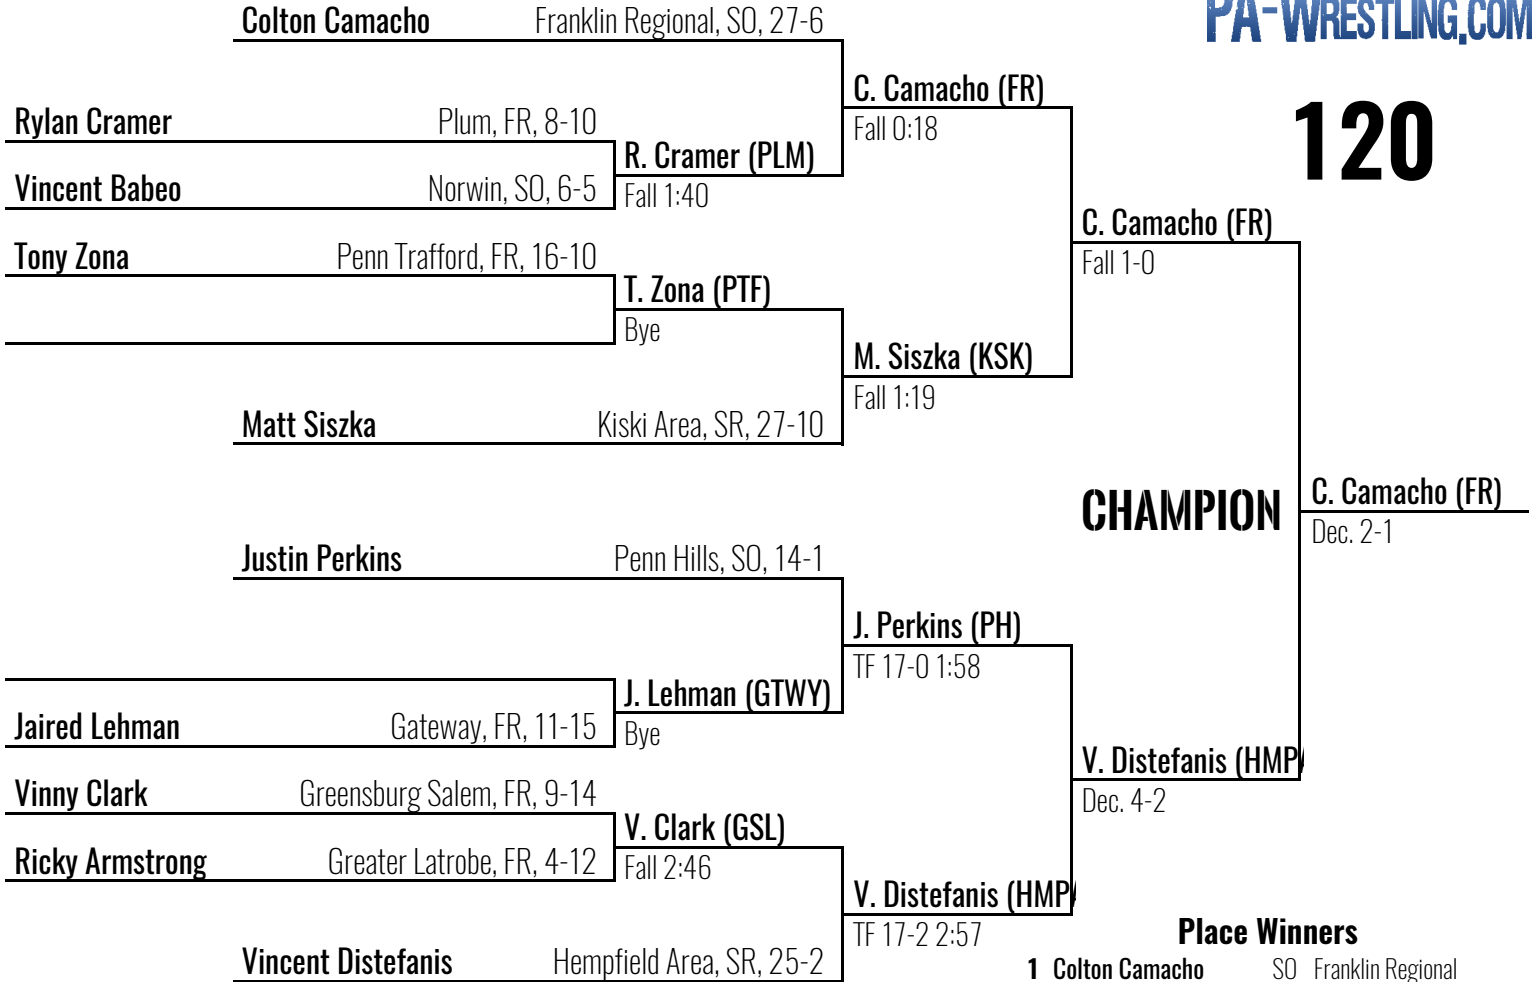 Colton Camacho Franklin Regional, SO, 27-6
PA-WRESTLING.COM
120
C. Camacho (FR)
Fall 0:18
Rylan Cramer Plum, FR, 8-10
R. Cramer (PLM)
Fall 1:40
Vincent Babeo Norwin, SO, 6-5
C. Camacho (FR)
Fall 1-0
Tony Zona Penn Trafford, FR, 16-10
T. Zona (PTF)
Bye
M. Siszka (KSK)
Fall 1:19
Matt Siszka Kiski Area, SR, 27-10
CHAMPION
C. Camacho (FR)
Dec. 2-1
Justin Perkins Penn Hills, SO, 14-1
J. Perkins (PH)
TF 17-0 1:58
J. Lehman (GTWY)
Bye
Jaired Lehman Gateway, FR, 11-15
V. Distefanis (HMP
Dec. 4-2
Vinny Clark Greensburg Salem, FR, 9-14
V. Clark (GSL)
Fall 2:46
Ricky Armstrong Greater Latrobe, FR, 4-12
V. Distefanis (HMP
TF 17-2 2:57
Vincent Distefanis Hempfield Area, SR, 25-2
Place Winners
1 Colton Camacho SO Franklin Regional